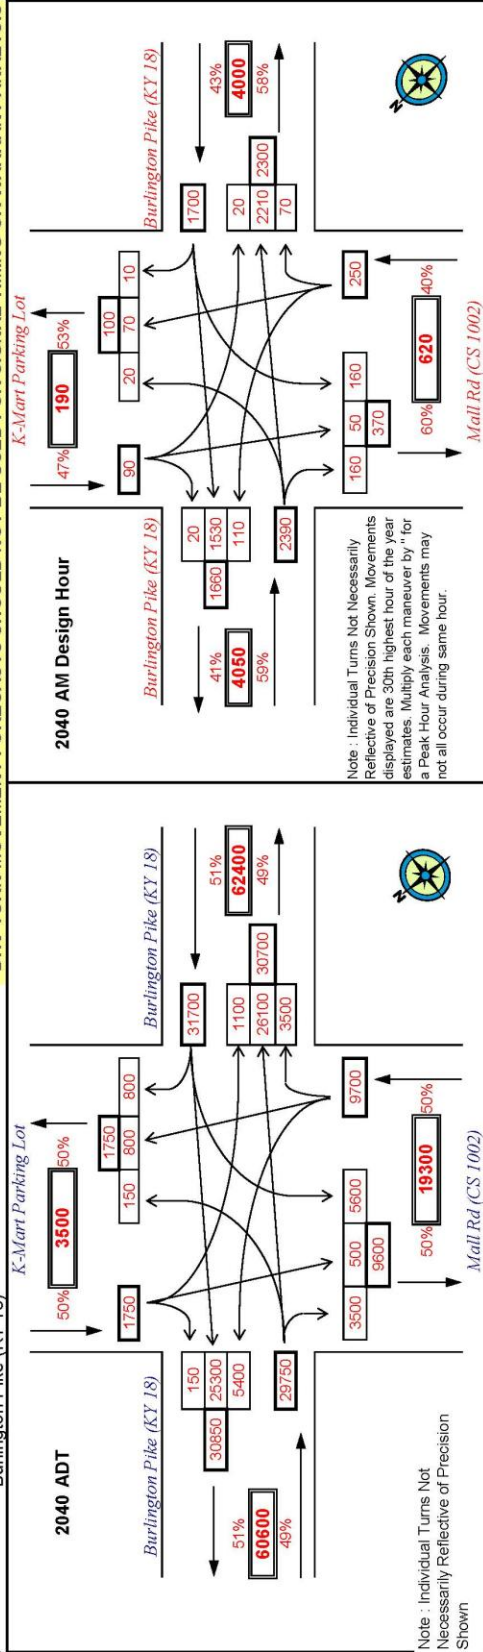 K-Mart Parking Lot
2040 ADT
50%
3500
50%
1750
1750
150 800 800
Burlington Pike (KY 18)
Burlington Pike (KY 18)
150
25300
5400
30850
31700
51%
60600
49%
29750
51%
62400
49%
1100
26100
3500
30700
3500 500 5600
9600
9700
50%
19300
50%
Mall Rd (CS 1002)
Note : Individual Turns Not
Necessarily Reflective of Precision
Shown
N
K-Mart Parking Lot
2040 AM Design Hour
47%
190
53%
90
100
20 70 10
Burlington Pike (KY 18)
Burlington Pike (KY 18)
20
1530
110
1660
1700
41%
4050
59%
2390
43%
4000
58%
20
2210
70
2300
160 50 160
370
250
60%
620
40%
Mall Rd (CS 1002)
Note : Individual Turns Not Necessarily
Reflective of Precision Shown. Movements
displayed are 30th highest hour of the year
estimates. Multiply each maneuver by " for
a Peak Hour Analysis. Movements may
not all occur during same hour.
N